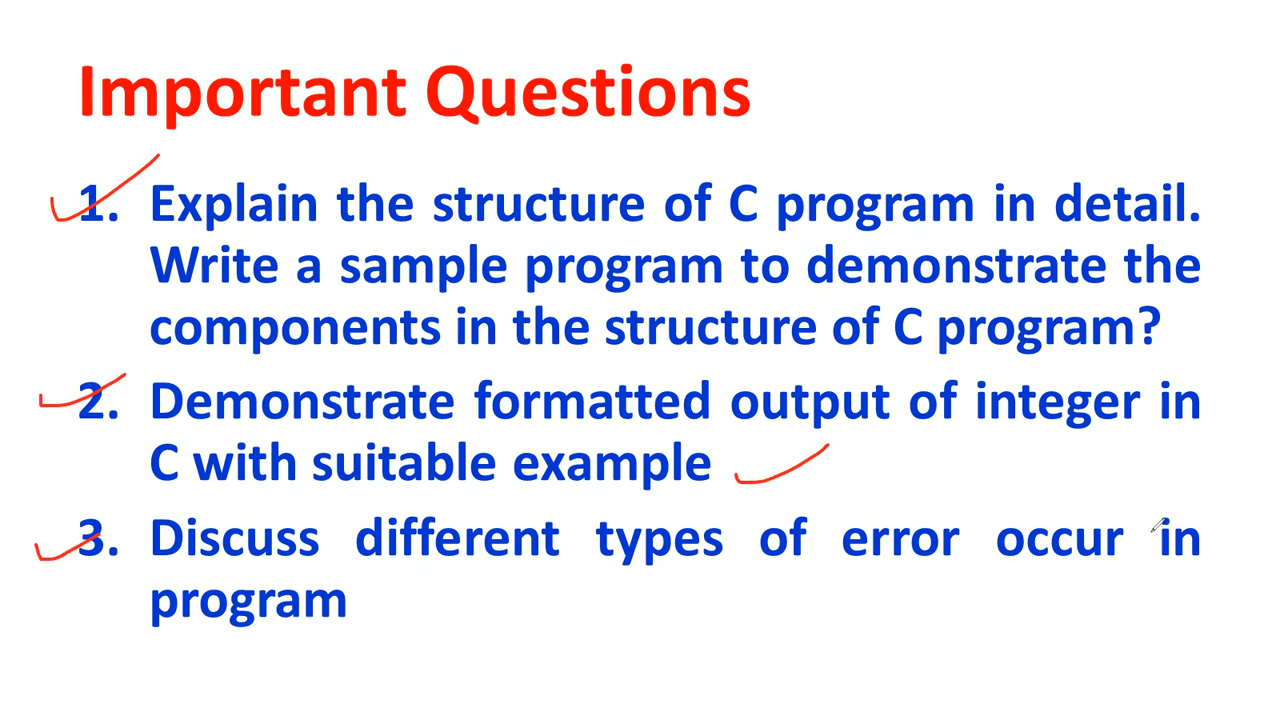 Important Questions
1. Explain the structure of C program in detail.
Write a sample program to demonstrate the
components in the structure of C program?
2. Demonstrate formatted output of integer in
C with suitable example
3. Discuss different types of error occur in
program